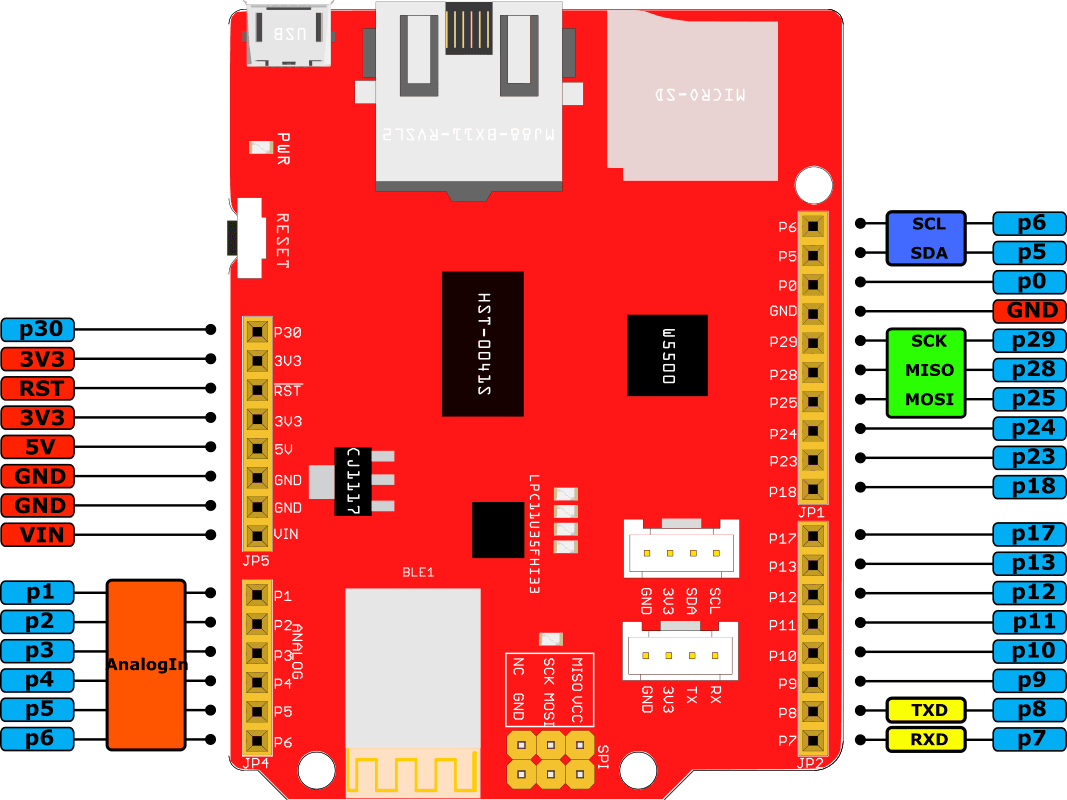 USB
MICRO-SD
PWR
RESET
HST-0041S
W5500
CJ1117
LPC11U35FHI33
BLE1
p30
3V3
RST
3V3
5V
GND
GND
VIN
P30
3V3
RST
3V3
5V
GND
GND
VIN
JP5
p1
p2
p3
p4
p5
p6
AnalogIn
P1
P2
P3
P4
P5
P6
ANALOG
JP4
P6
P5
P0
GND
P29
P28
P25
P24
P23
P18
JP1
P17
P13
P12
P11
P10
P9
P8
P7
JP2
SCL p6
SDA p5
p0
GND
SCK p29
MISO p28
MOSI p25
p24
p23
p18
p17
p13
p12
p11
p10
p9
TXD p8
RXD p7
GND 3V3 SDA SCL
GND 3V3 TX RX
NC SCK MISO
GND MOSI VCC
SPI